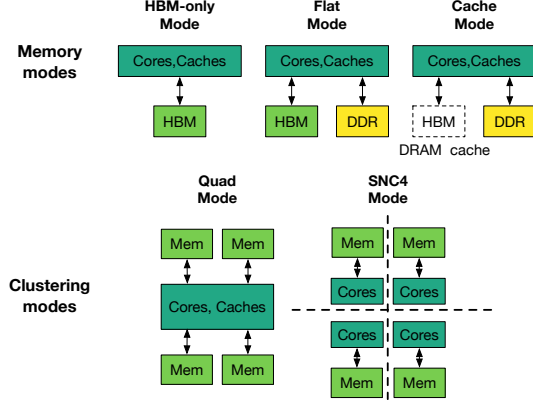 HBM-only
Mode
Flat
Mode
Cache
Mode
Memory
modes
Cores,Caches
Cores,Caches
Cores,Caches
HBM
HBM
DDR
HBM
DDR
DRAM cache
Quad
Mode
SNC4
Mode
Clustering
modes
Mem
Mem
Cores, Caches
Mem
Mem
Mem
Mem
Cores
Cores
Cores
Cores
Mem
Mem